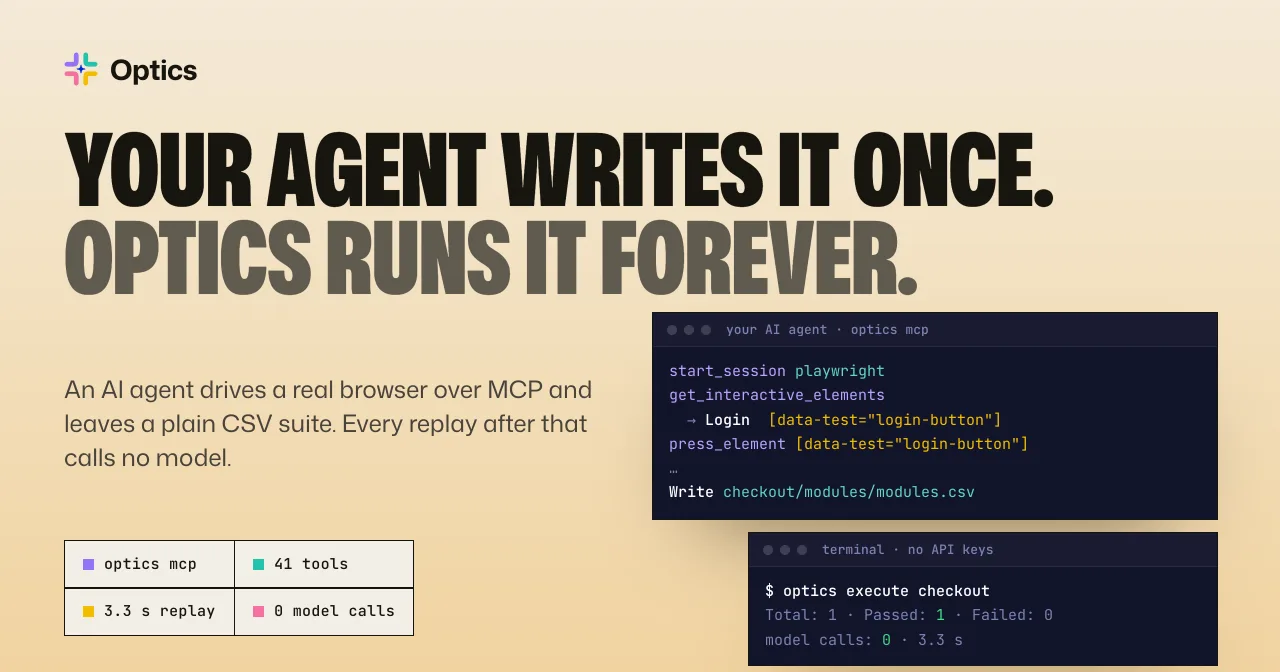 Optics
YOUR AGENT WRITES IT ONCE.
OPTICS RUNS IT FOREVER.
An AI agent drives a real browser over MCP and
leaves a plain CSV suite. Every replay after that
calls no model.
optics mcp
41 tools
3.3 s replay
0 model calls
your AI agent · optics mcp
start_session playwright
get_interactive_elements
→ Login [data-test="login-button"]
press_element [data-test="login-button"]
…
Write checkout/modules/modules.csv
terminal · no API keys
$ optics execute checkout
Total: 1 · Passed: 1 · Failed: 0
model calls: 0 · 3.3 s